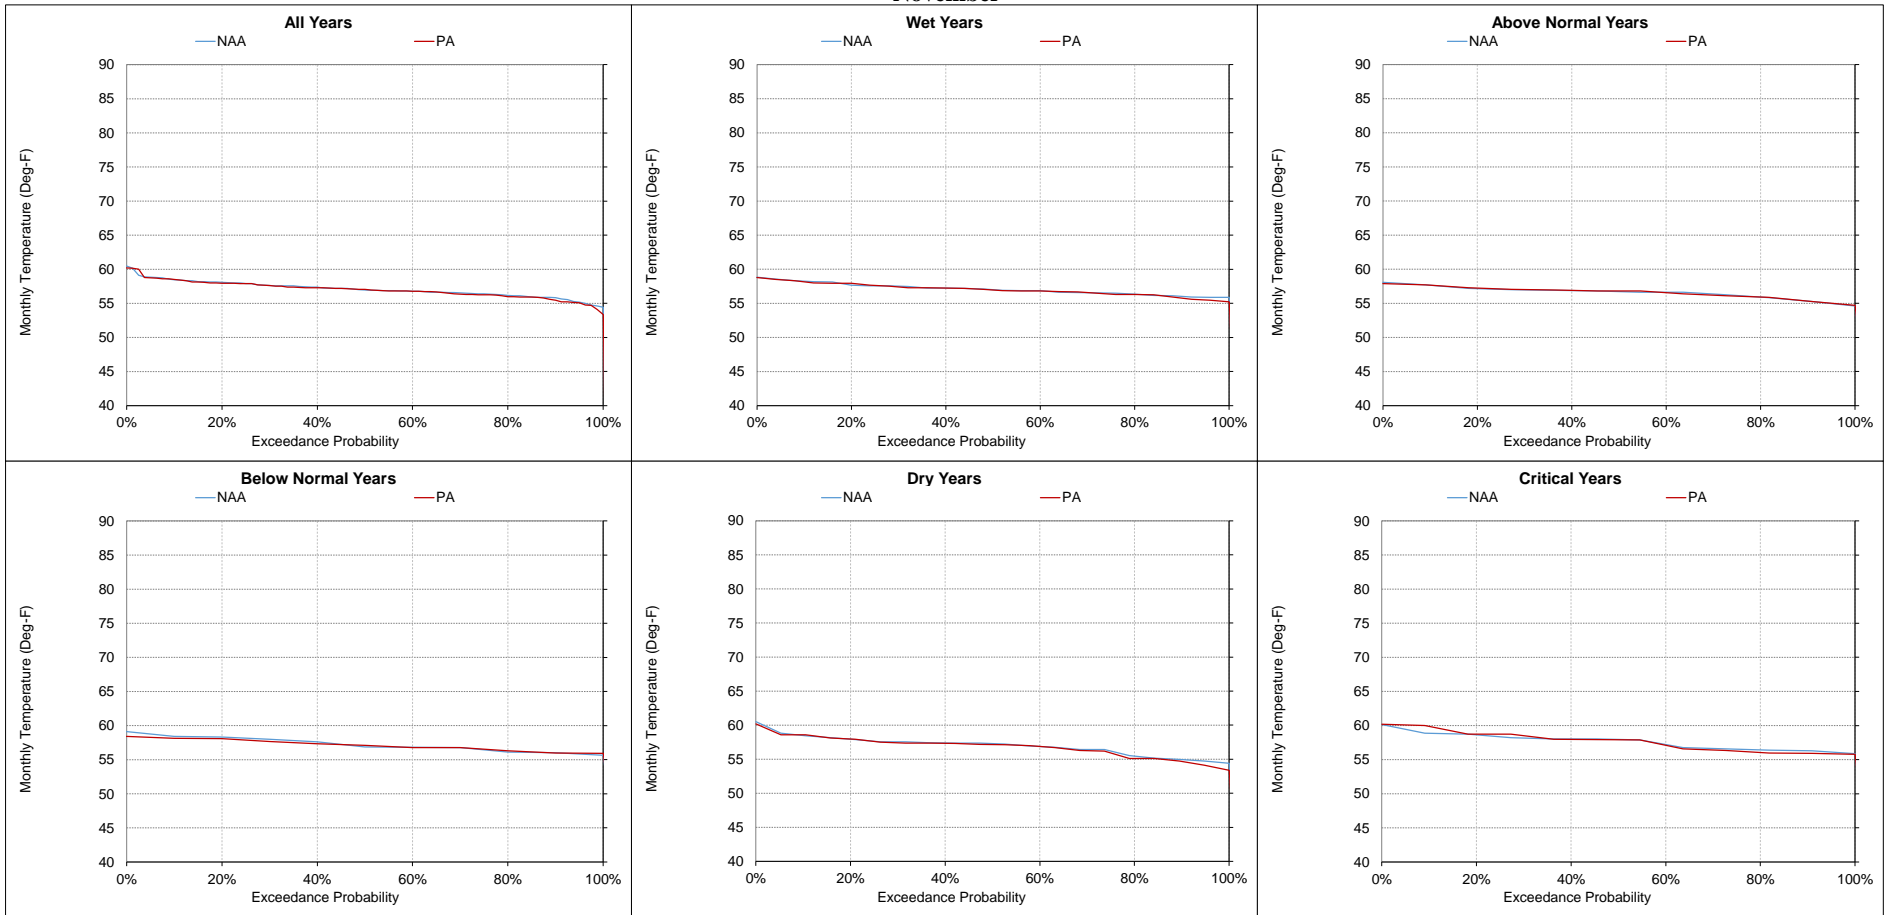 All Years
NAA PA
90
85
80
75
70
65
60
55
50
45
40
Monthly Temperature (Deg-F)
0% 20% 40% 60% 80% 100%
Exceedance Probability
Wet Years
NAA PA
90
85
80
75
70
65
60
55
50
45
40
Monthly Temperature (Deg-F)
0% 20% 40% 60% 80% 100%
Exceedance Probability
Above Normal Years
NAA PA
90
85
80
75
70
65
60
55
50
45
40
Monthly Temperature (Deg-F)
0% 20% 40% 60% 80% 100%
Exceedance Probability
Below Normal Years
NAA PA
90
85
80
75
70
65
60
55
50
45
40
Monthly Temperature (Deg-F)
0% 20% 40% 60% 80% 100%
Exceedance Probability
Dry Years
NAA PA
90
85
80
75
70
65
60
55
50
45
40
Monthly Temperature (Deg-F)
0% 20% 40% 60% 80% 100%
Exceedance Probability
Critical Years
NAA PA
90
85
80
75
70
65
60
55
50
45
40
Monthly Temperature (Deg-F)
0% 20% 40% 60% 80% 100%
Exceedance Probability